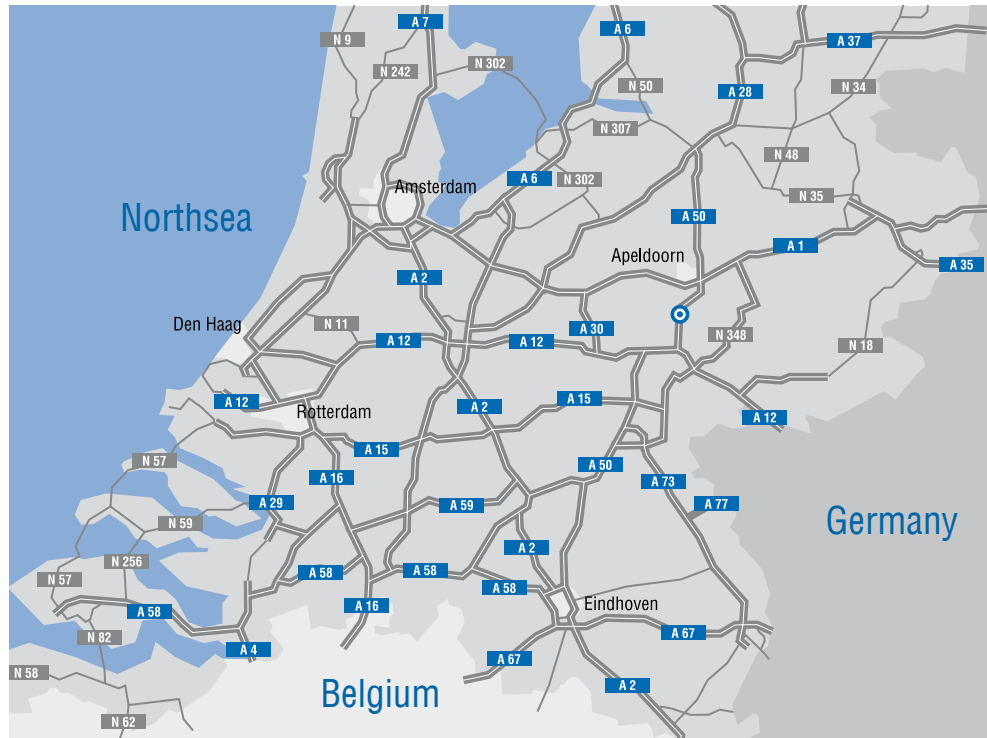 A 7
A 6
N 9
A 37
N 302
N 242
N 50
N 34
A 28
N 307
N 48
A 6
N 302
Amsterdam
N 35
Northsea
A 50
A 1
Apeldoorn
A 35
A 2
Den Haag
N 11
A 30
N 348
A 12
A 12
N 18
A 12
Rotterdam
A 2
A 15
A 12
A 15
N 57
A 16
A 50
A 73
A 29
A 59
A 77
N 59
Germany
A 2
N 256
A 58
A 58
N 57
A 58
A 58
A 16
Eindhoven
N 82
A 67
A 4
A 67
N 58
A 2
Belgium
N 62